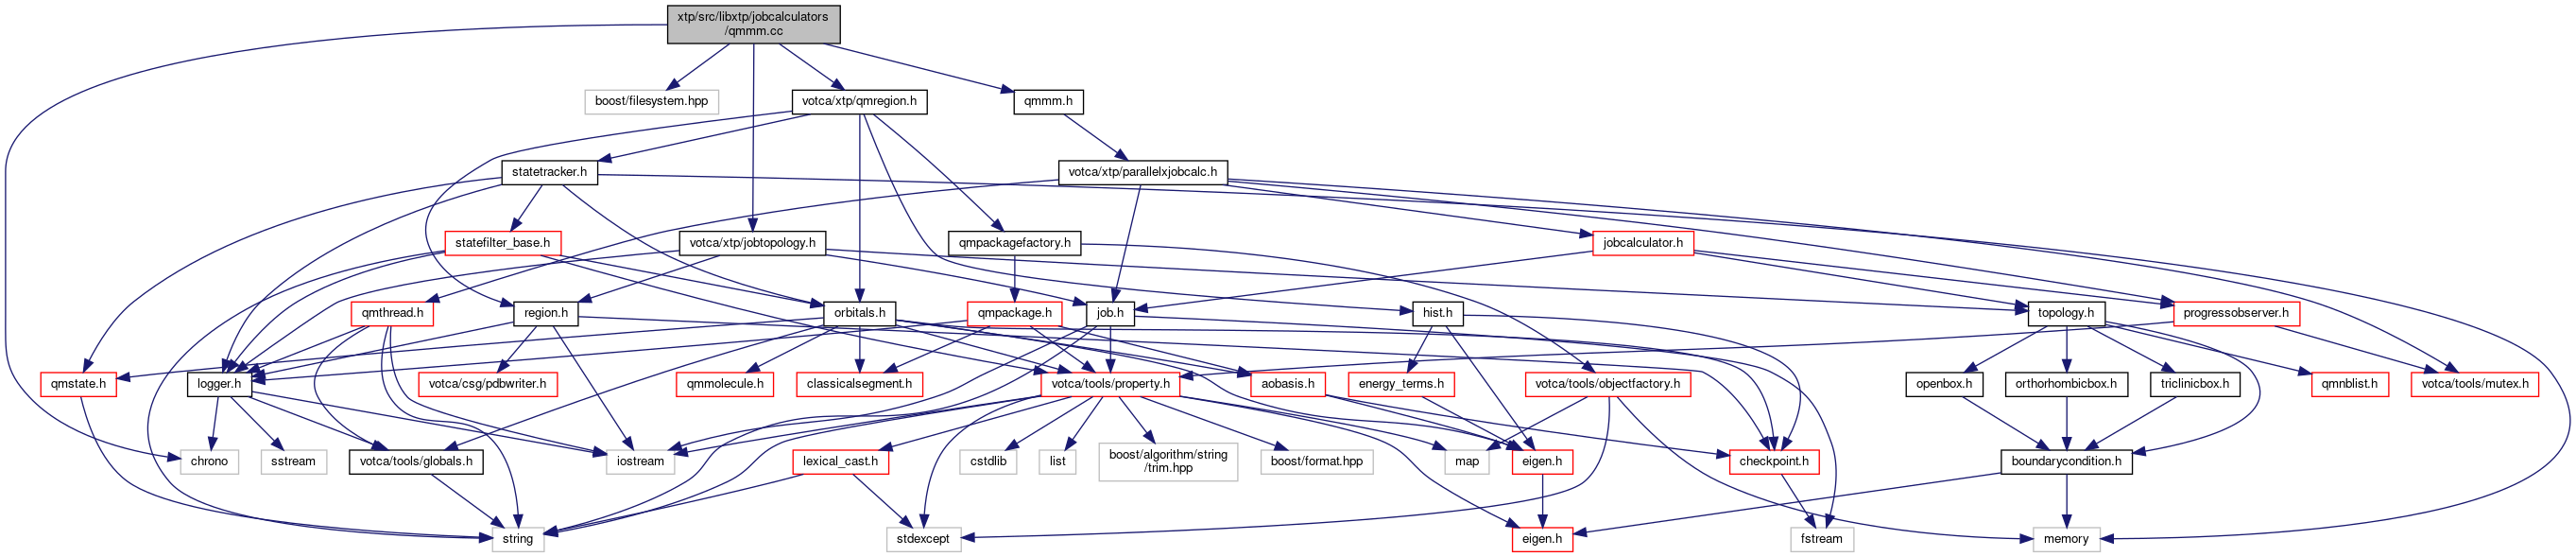 xtp/src/libxtp/jobcalculators
/qmmm.cc
boost/filesystem.hpp
votca/xtp/qmregion.h
qmmm.h
statetracker.h
votca/xtp/parallelxjobcalc.h
statefilter_base.h
votca/xtp/jobtopology.h
qmpackagefactory.h
jobcalculator.h
qmthread.h
region.h
orbitals.h
qmpackage.h
job.h
hist.h
topology.h
progressobserver.h
qmstate.h
logger.h
votca/csg/pdbwriter.h
qmmolecule.h
classicalsegment.h
votca/tools/property.h
aobasis.h
energy_terms.h
votca/tools/objectfactory.h
openbox.h
orthorhombicbox.h
triclinicbox.h
qmnblist.h
votca/tools/mutex.h
chrono
sstream
votca/tools/globals.h
iostream
lexical_cast.h
cstdlib
list
boost/algorithm/string
/trim.hpp
boost/format.hpp
map
eigen.h
checkpoint.h
boundarycondition.h
string
stdexcept
eigen.h
fstream
memory